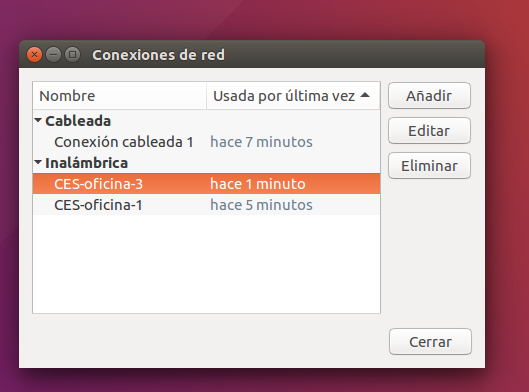 Conexiones de red
Nombre Usada por última vez
Añadir
Cableada
Conexión cableada 1 hace 7 minutos
Editar
Inalámbrica
Eliminar
CES-oficina-3 hace 1 minuto
CES-oficina-1 hace 5 minutos
Cerrar